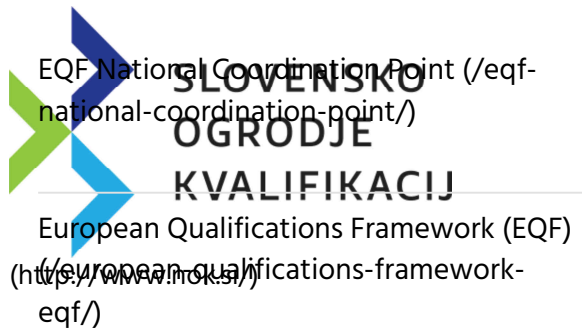 EQF National Coordination Point (/eqf-
national-coordination-point/)
SLOVENSKO
OGRODJE
KVALIFIKACIJ
European Qualifications Framework (EQF)
(/european-qualifications-framework-
eqf/)
(http://www.nok.si/)